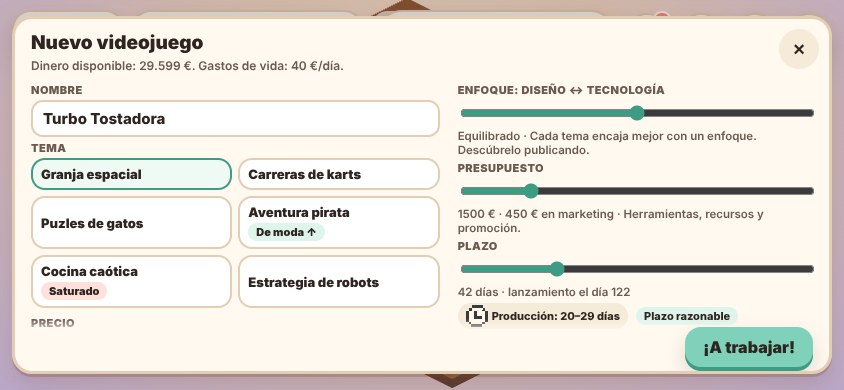 Nuevo videojuego
Dinero disponible: 29.599 €. Gastos de vida: 40 €/día.
NOMBRE
Turbo Tostadora
TEMA
Granja espacial
Carreras de karts
Puzles de gatos
Aventura pirata
De moda ↑
Cocina caótica
Saturado
Estrategia de robots
PRECIO
ENFOQUE: DISEÑO ↔ TECNOLOGÍA
Equilibrado · Cada tema encaja mejor con un enfoque.
Descúbrelo publicando.
PRESUPUESTO
1500 € · 450 € en marketing · Herramientas, recursos y
promoción.
PLAZO
42 días · lanzamiento el día 122
Producción: 20–29 días
Plazo razonable
¡A trabajar!